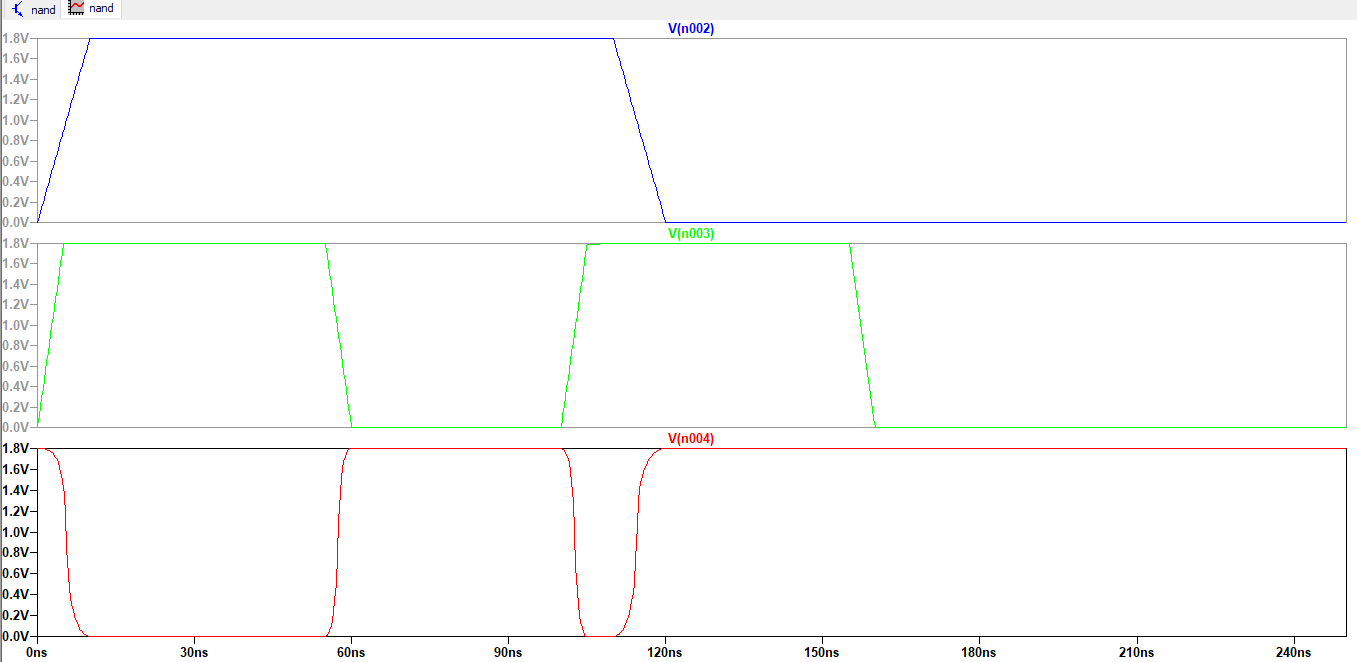 nand nand
V(n002)
1.8V
1.6V
1.4V
1.2V
1.0V
0.8V
0.6V
0.4V
0.2V
0.0V
V(n003)
1.8V
1.6V
1.4V
1.2V
1.0V
0.8V
0.6V
0.4V
0.2V
0.0V
V(n004)
1.8V
1.6V
1.4V
1.2V
1.0V
0.8V
0.6V
0.4V
0.2V
0.0V
0ns 30ns 60ns 90ns 120ns 150ns 180ns 210ns 240ns